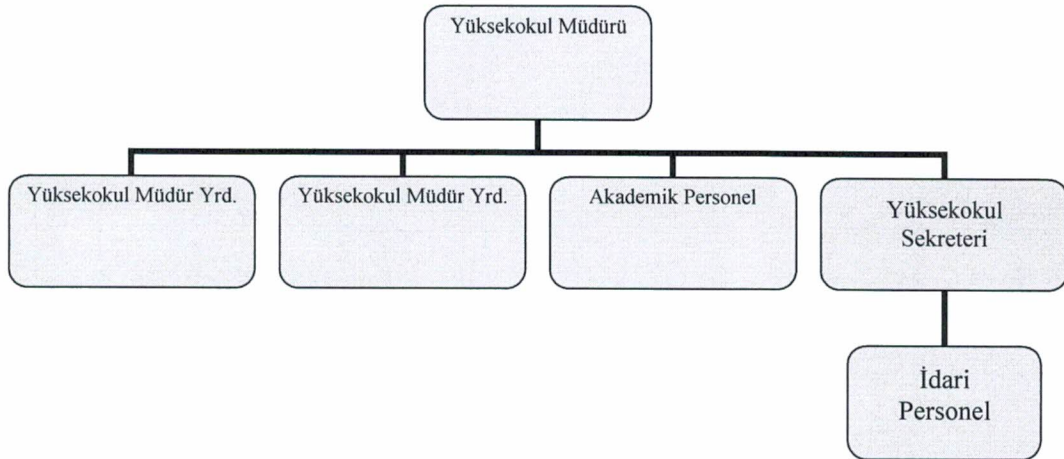 Yüksekokul Müdürü
Yüksekokul Müdür Yrd.
Yüksekokul Müdür Yrd.
Akademik Personel
Yüksekokul
Sekreteri
İdari
Personel